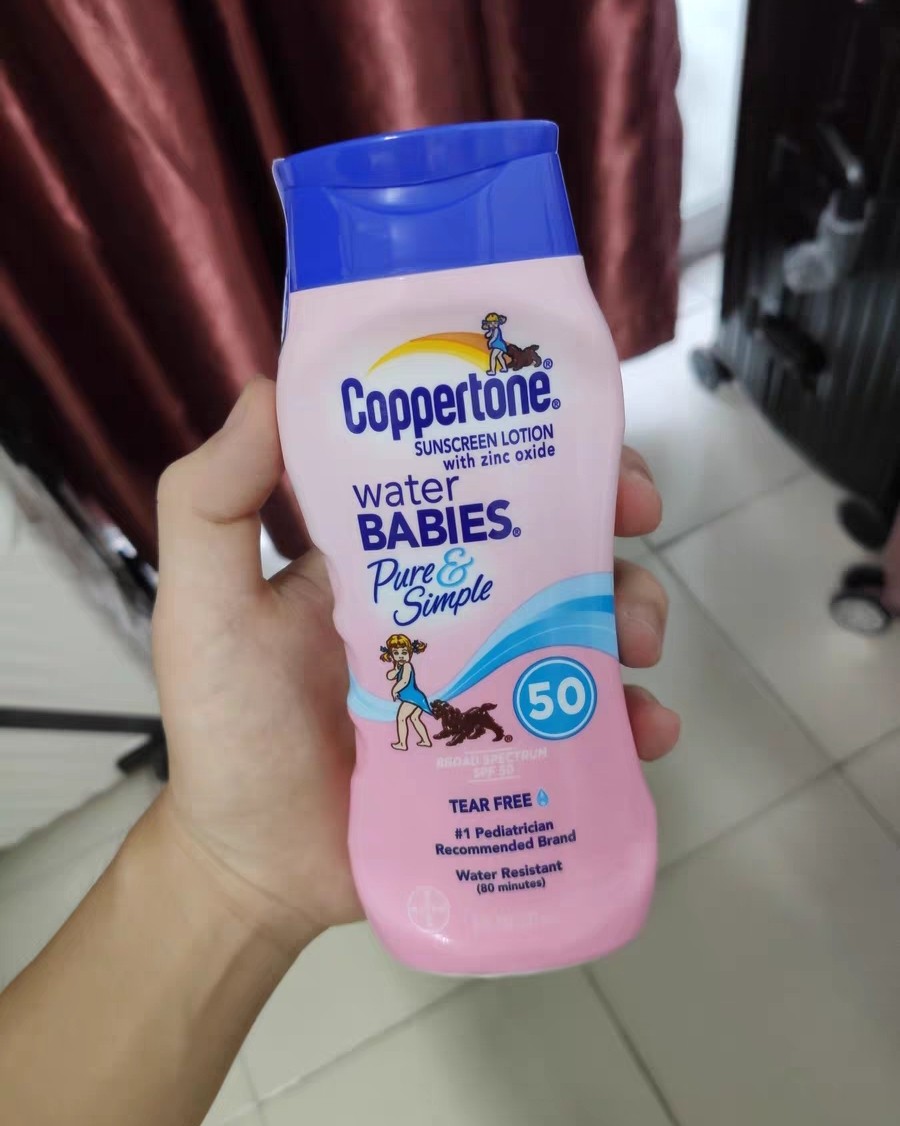 Coppertone®
SUNSCREEN LOTION
with zinc oxide
water
BABIES®
Pure &
Simple
50
BROAD SPECTRUM
SPF 50
TEAR FREE
#1 Pediatrician
Recommended Brand
Water Resistant
(80 minutes)